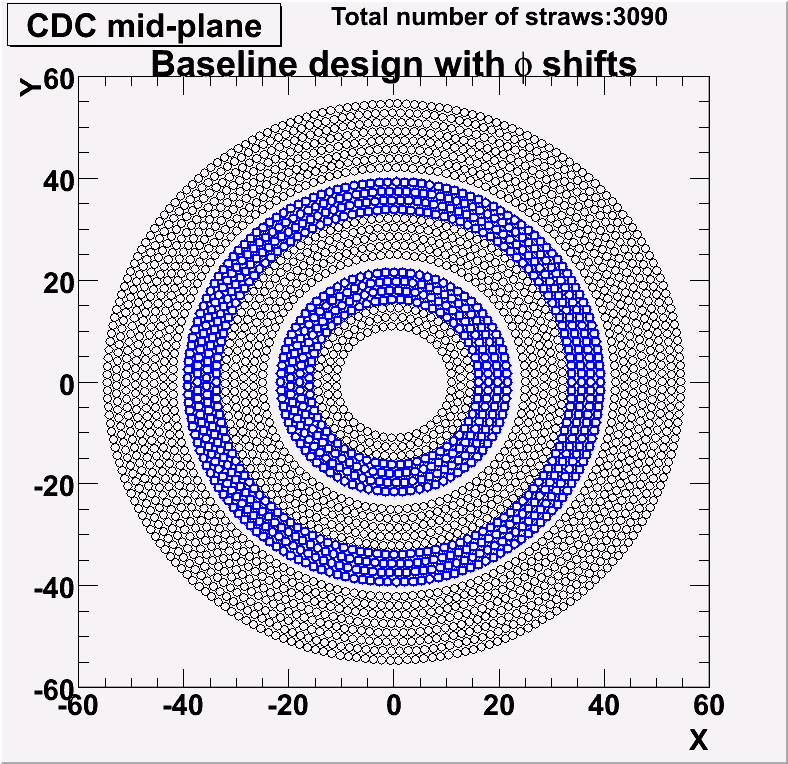 CDC mid-plane
Total number of straws:3090
Baseline design with ϕ shifts
Y
60
40
20
0
-20
-40
-60
-60 -40 -20 0 20 40 60
X